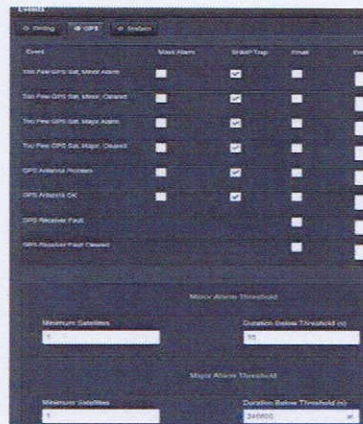 Events
Timing GPS System
Event Mask Alarm SNMP Trap Email
Too Few GPS Sat, Minor Alarm
Too Few GPS Sat, Minor, Cleared
Too Few GPS Sat, Major Alarm
Too Few GPS Sat, Major, Cleared
GPS Antenna Problem
GPS Antenna OK
GPS Receiver Fault
GPS Receiver Fault Cleared
Minor Alarm Threshold
Minimum Satellites Duration Below Threshold (s)
1
Major Alarm Threshold
Minimum Satellites Duration Below Threshold (s)
1